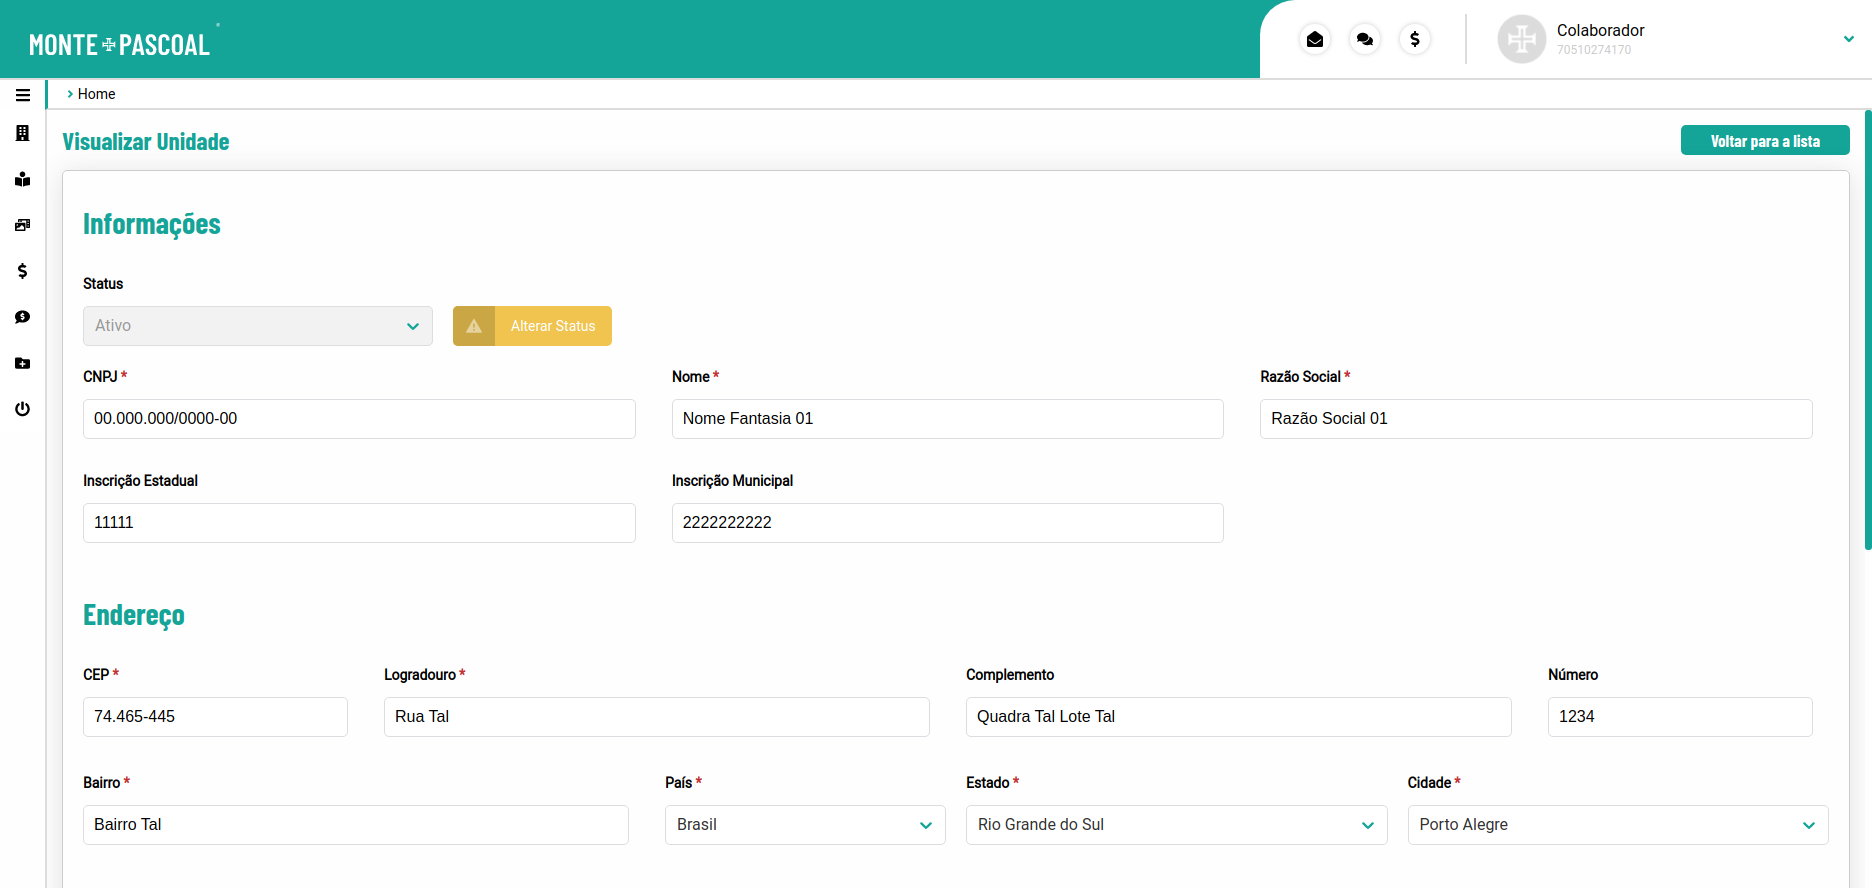 MONTE PASCOAL
Colaborador
70510274170
Home
Visualizar Unidade
Voltar para a lista
Informações
Status
Ativo
Alterar Status
CNPJ *
Nome *
Razão Social *
00.000.000/0000-00
Nome Fantasia 01
Razão Social 01
Inscrição Estadual
Inscrição Municipal
11111
2222222222
Endereço
CEP *
Logradouro *
Complemento
Número
74.465-445
Rua Tal
Quadra Tal Lote Tal
1234
Bairro *
País *
Estado *
Cidade *
Bairro Tal
Brasil
Rio Grande do Sul
Porto Alegre